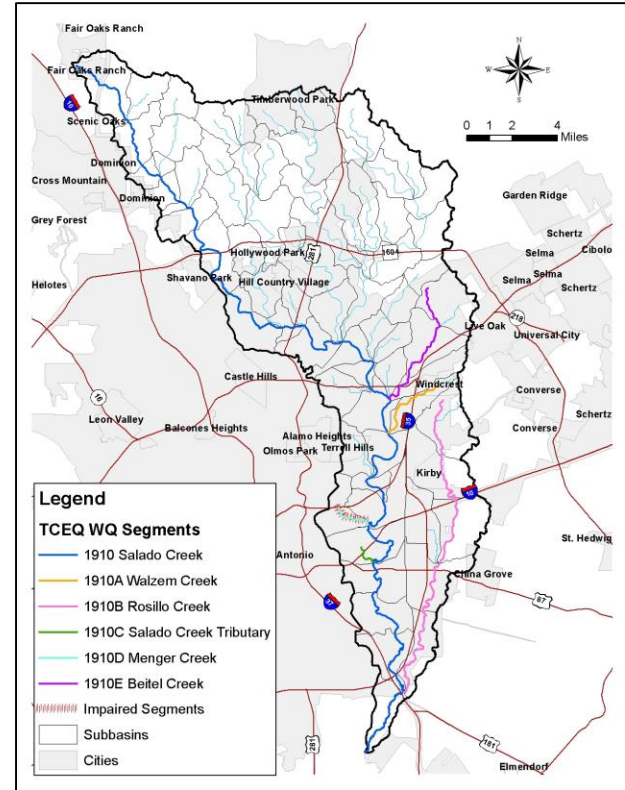 Fair Oaks Ranch
Fair Oaks Ranch
10
Timberwood Park
Scenic Oaks
N
W
E
S
0 1 2 4
Miles
Dominion
Cross Mountain
Dominion
Garden Ridge
Grey Forest
Schertz
Hollywood Park
281
1604
Selma
Cibolo
Helotes
Shavano Park
Hill Country Village
Selma
Selma
Schertz
218
Live Oak
Universal City
Castle Hills
Windcrest
10
Converse
Leon Valley
Balcones Heights
Schertz
35
Converse
Alamo Heights
Olmos Park
Terrell Hills
Kirby
10
St. Hedwig
Antonio
China Grove
87
37
281
181
Elmendorf
Legend
TCEQ WQ Segments
1910 Salado Creek
1910A Walzem Creek
1910B Rosillo Creek
1910C Salado Creek Tributary
1910D Menger Creek
1910E Beitel Creek
Impaired Segments
Subbasins
Cities